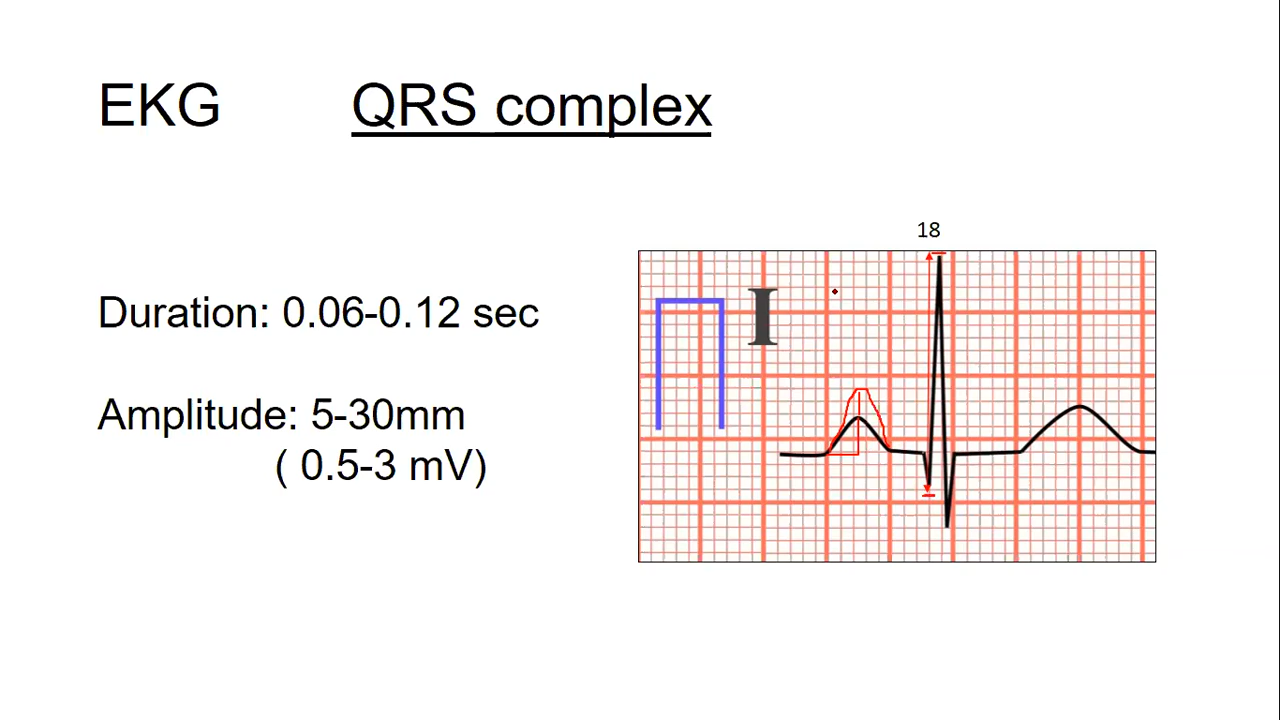 EKG QRS complex
18
I
Duration: 0.06-0.12 sec
Amplitude: 5-30mm
( 0.5-3 mV)